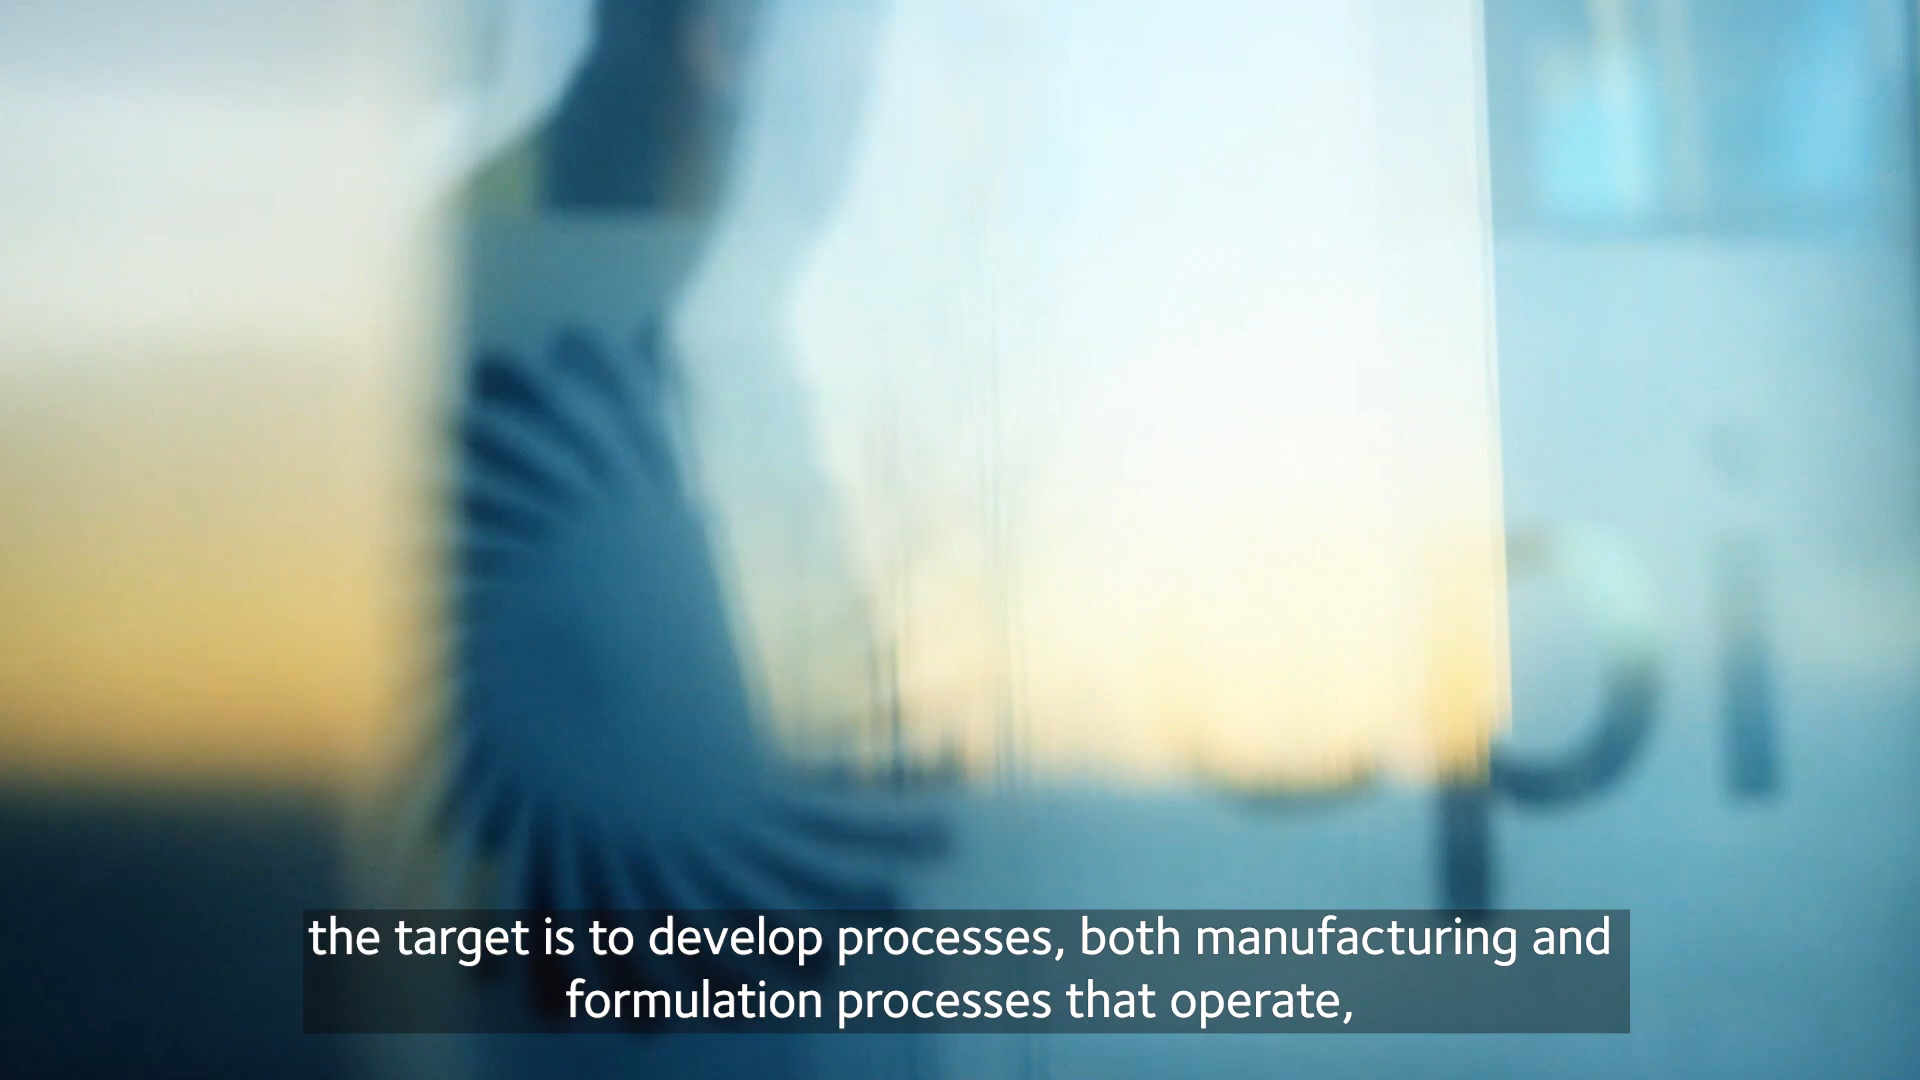 the target is to develop processes, both manufacturing and
formulation processes that operate,